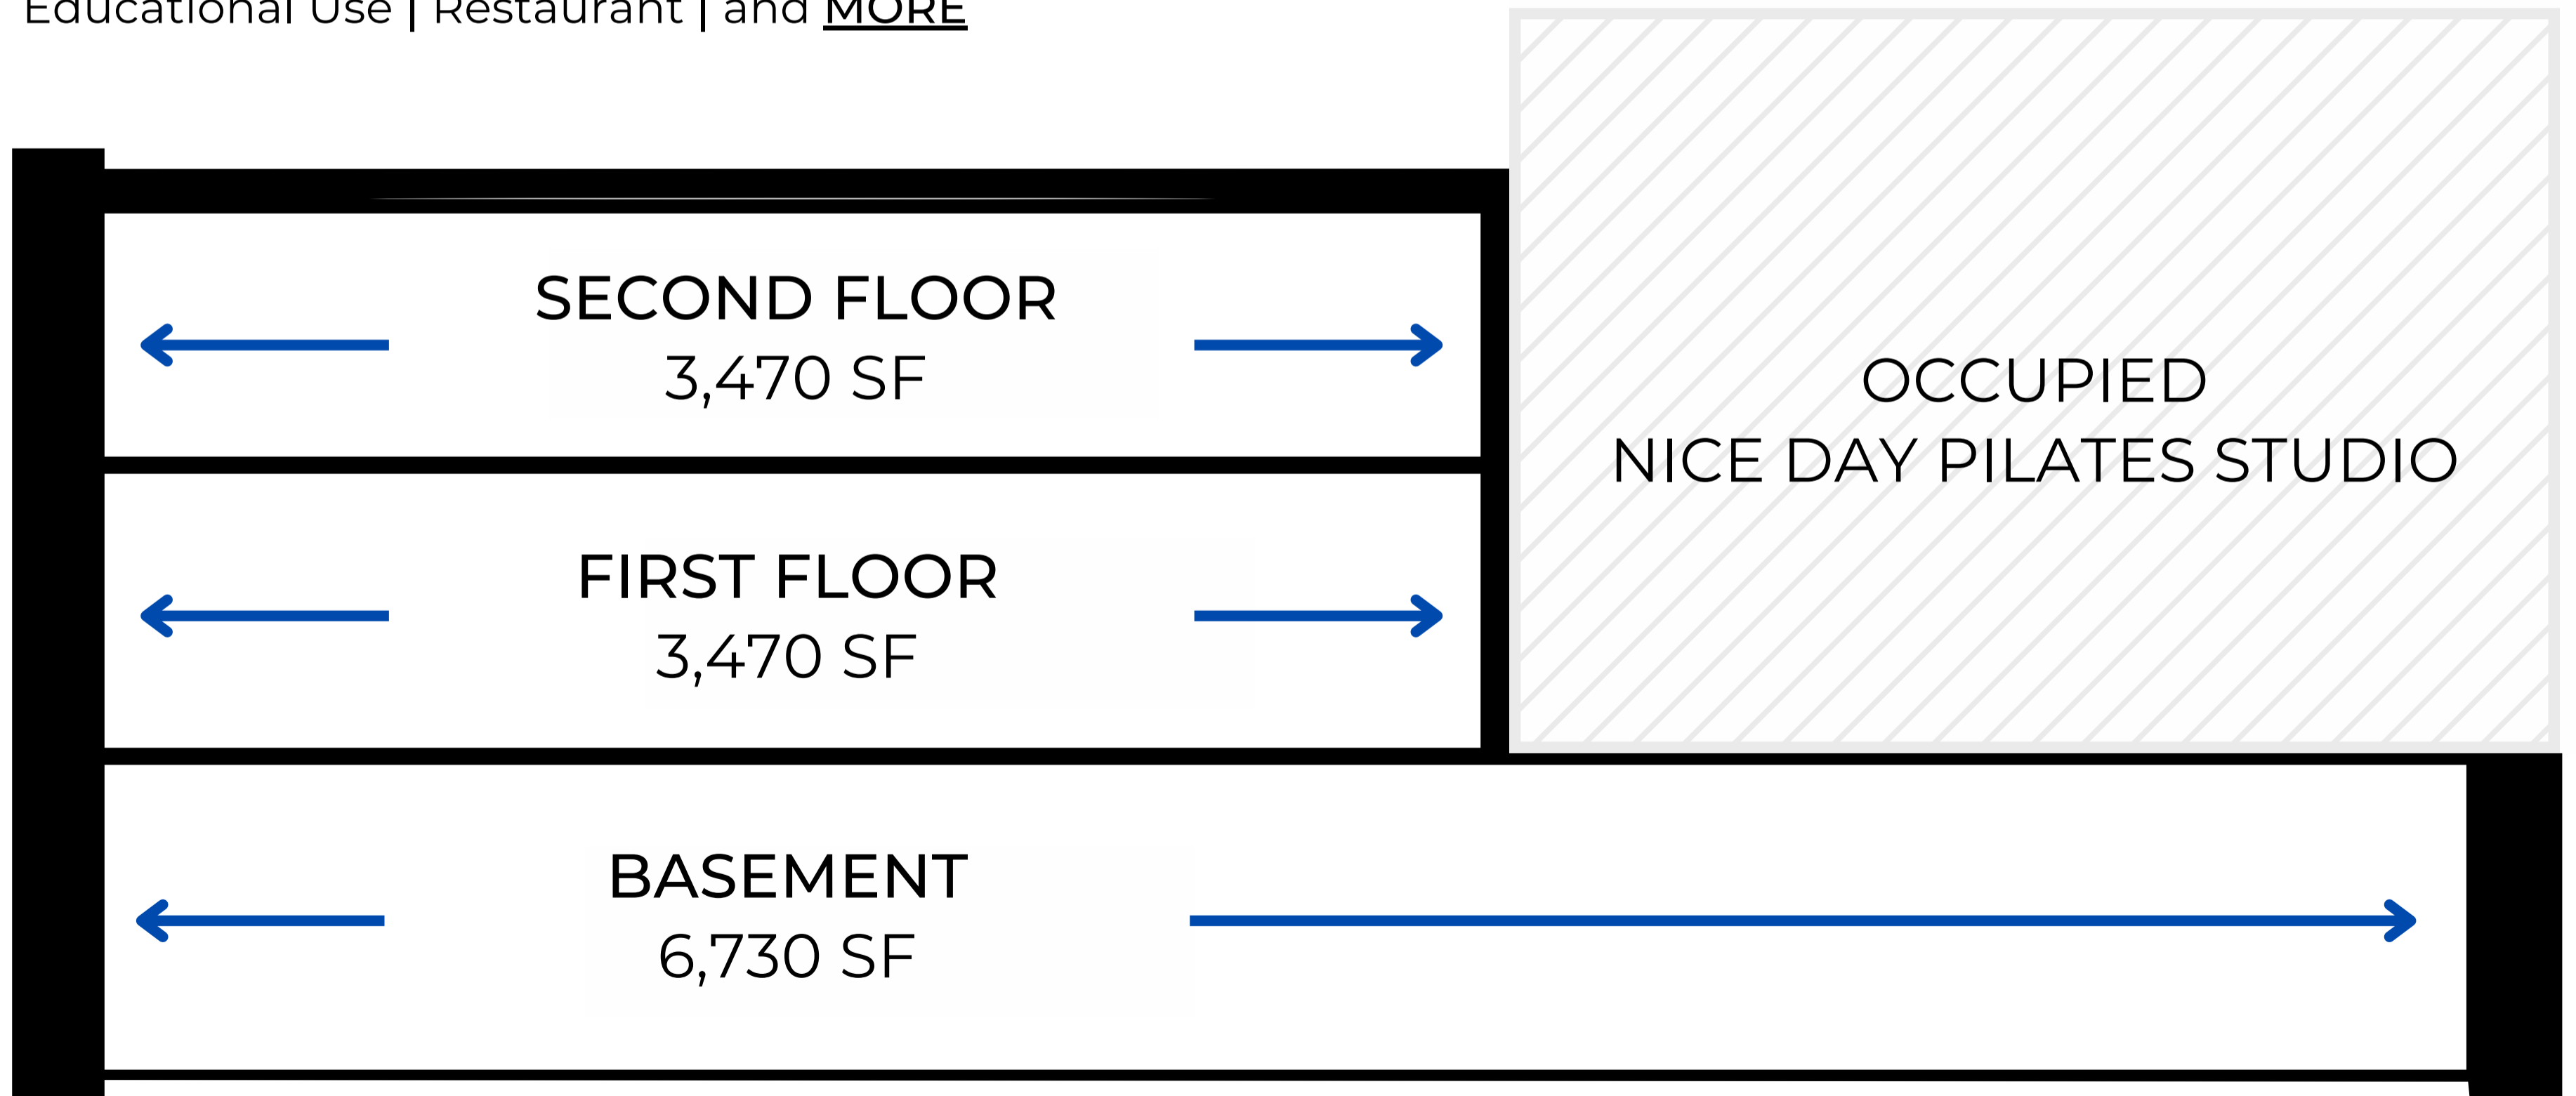 Educational Use | Restaurant | and MORE
SECOND FLOOR
3,470 SF
OCCUPIED
NICE DAY PILATES STUDIO
FIRST FLOOR
3,470 SF
BASEMENT
6,730 SF